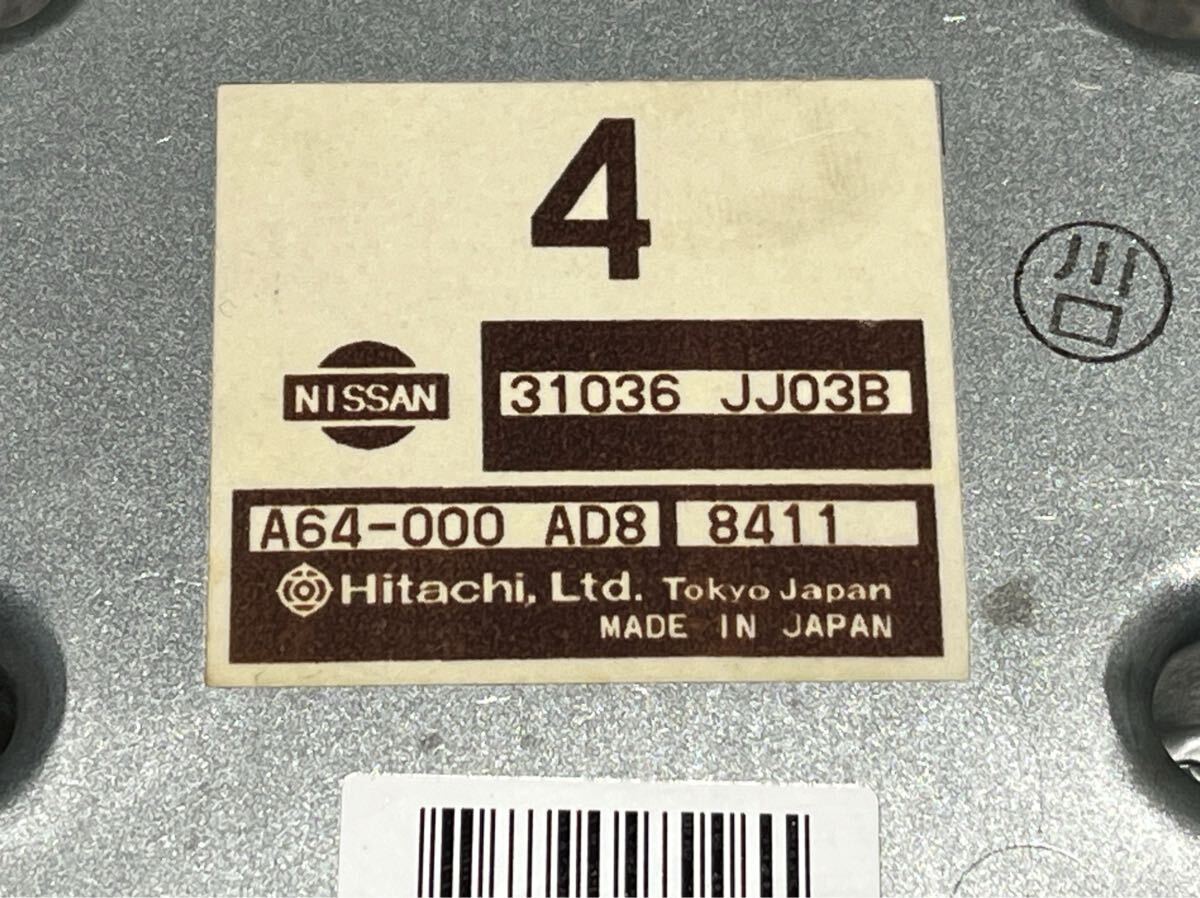 4
NISSAN
31036 JJ03B
A64-000 AD8 8411
Hitachi, Ltd. Tokyo Japan
MADE IN JAPAN
川口